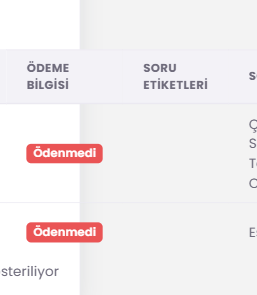 ÖDEME
BİLGİSİ
SORU
ETİKETLERİ
Ödenmedi
Ödenmedi
steriliyor